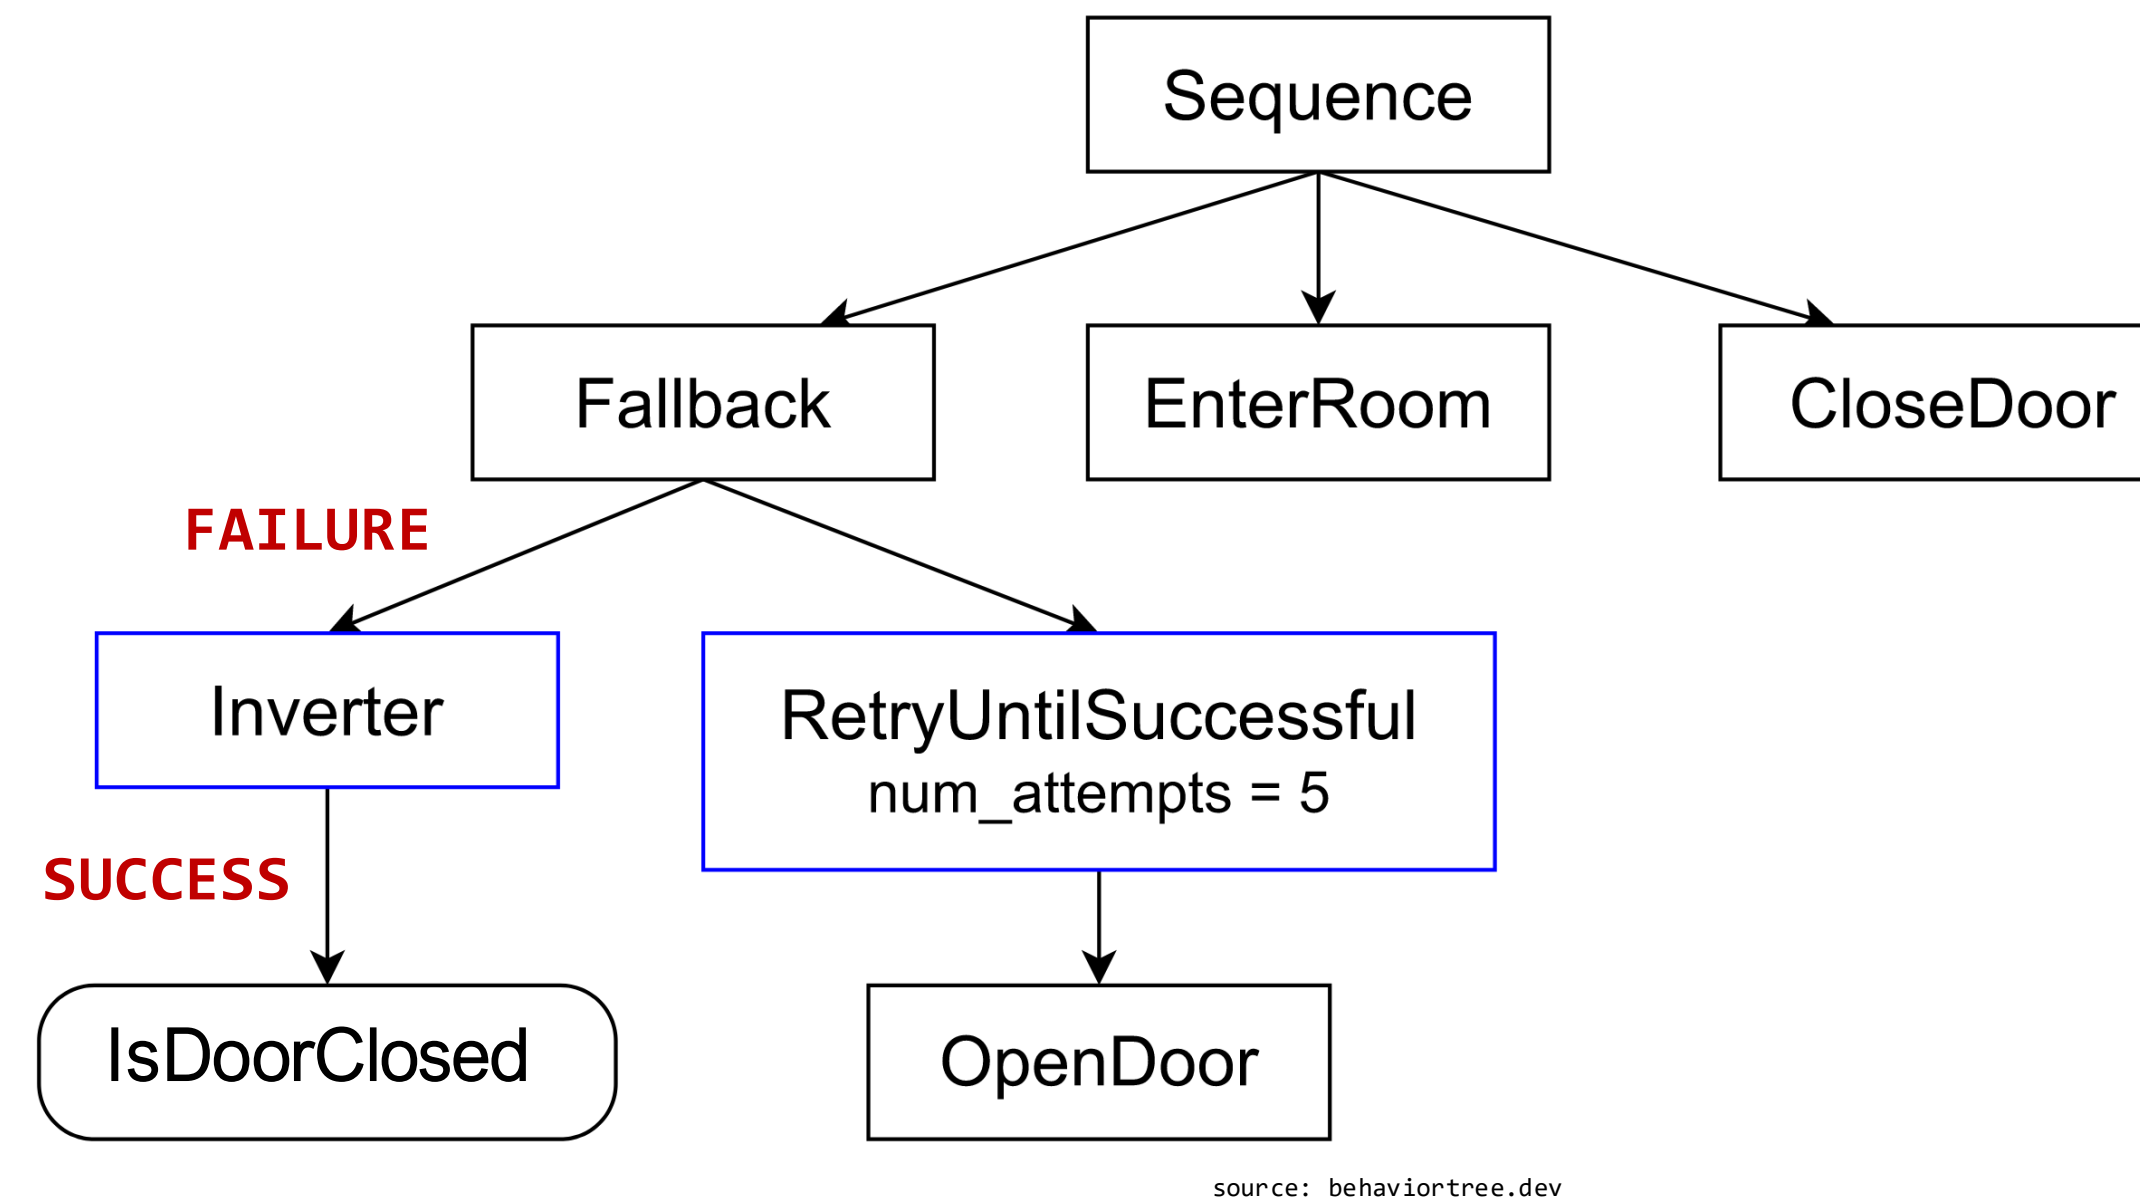 Sequence
Fallback
EnterRoom
CloseDoor
FAILURE
Inverter
RetryUntilSuccessful
num_attempts = 5
SUCCESS
IsDoorClosed
OpenDoor
source: behaviortree.dev